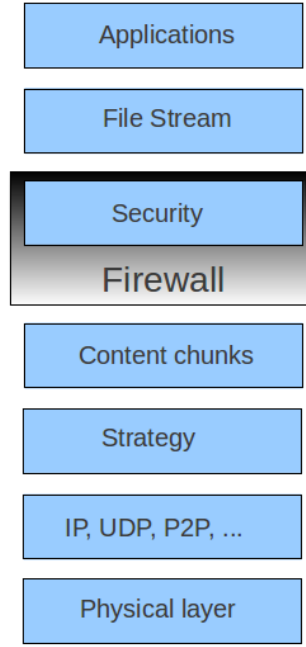 Applications
File Stream
Security
Firewall
Content chunks
Strategy
IP, UDP, P2P, ...
Physical layer